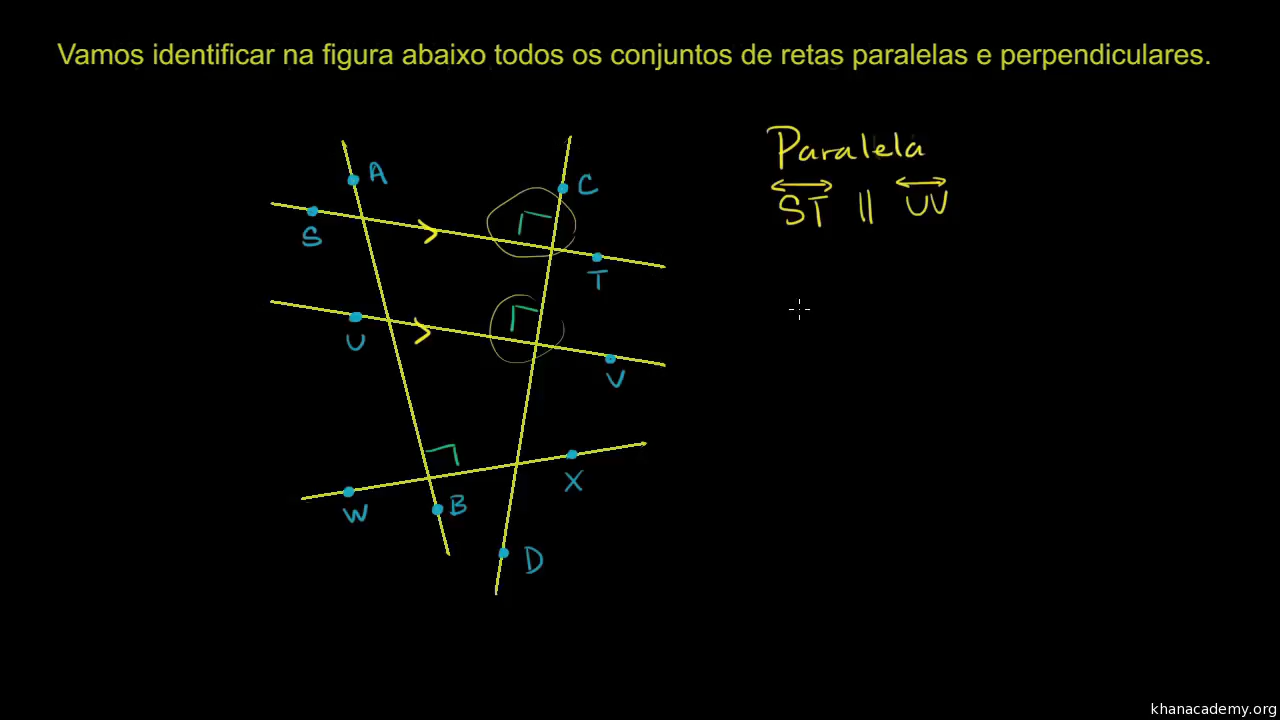 Vamos identificar na figura abaixo todos os conjuntos de retas paralelas e perpendiculares.
Paralela
ST || UV
A
C
S
T
U
V
X
W
B
D
khanacademy.org